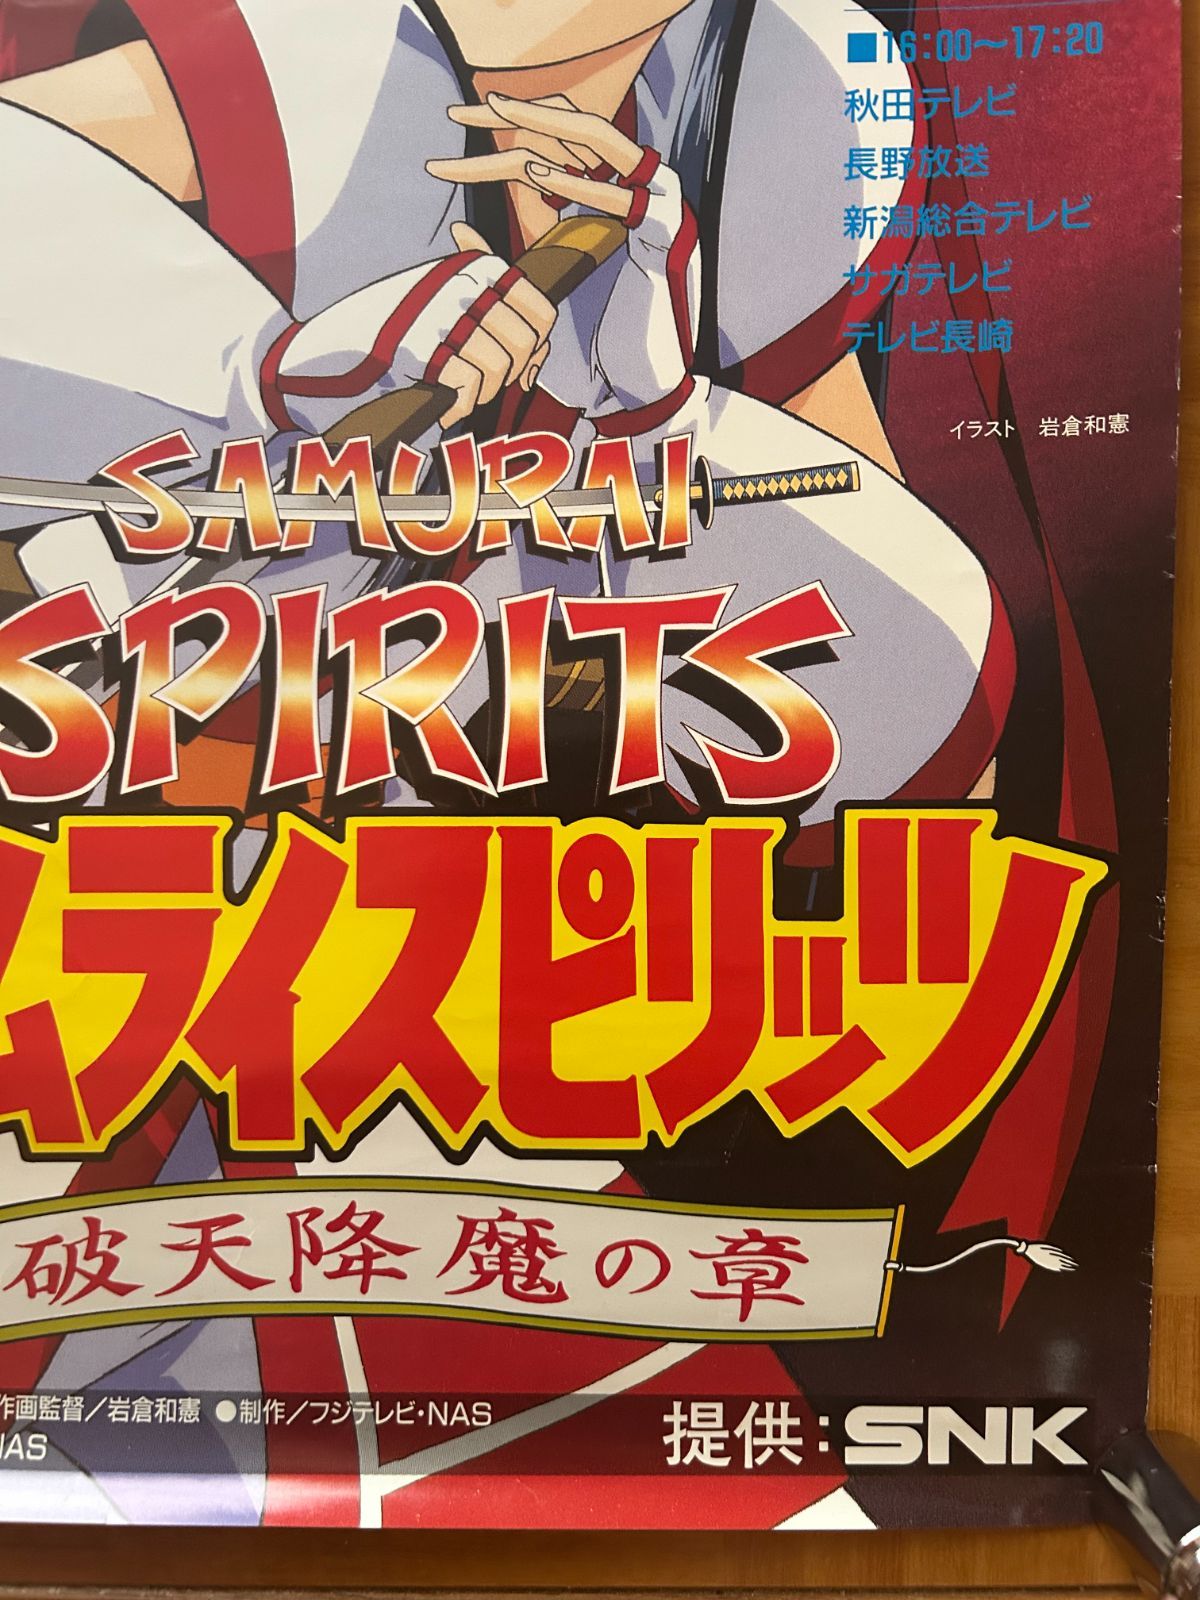 ■16:00〜17:20
秋田テレビ
長野放送
新潟総合テレビ
サガテレビ
テレビ長崎
イラスト 岩倉和憲
SAMURAI
SPIRITS
ムライスピリッツ
破天降魔の章
作画監督／岩倉和憲 ●制作／フジテレビ・NAS
NAS
提供：SNK